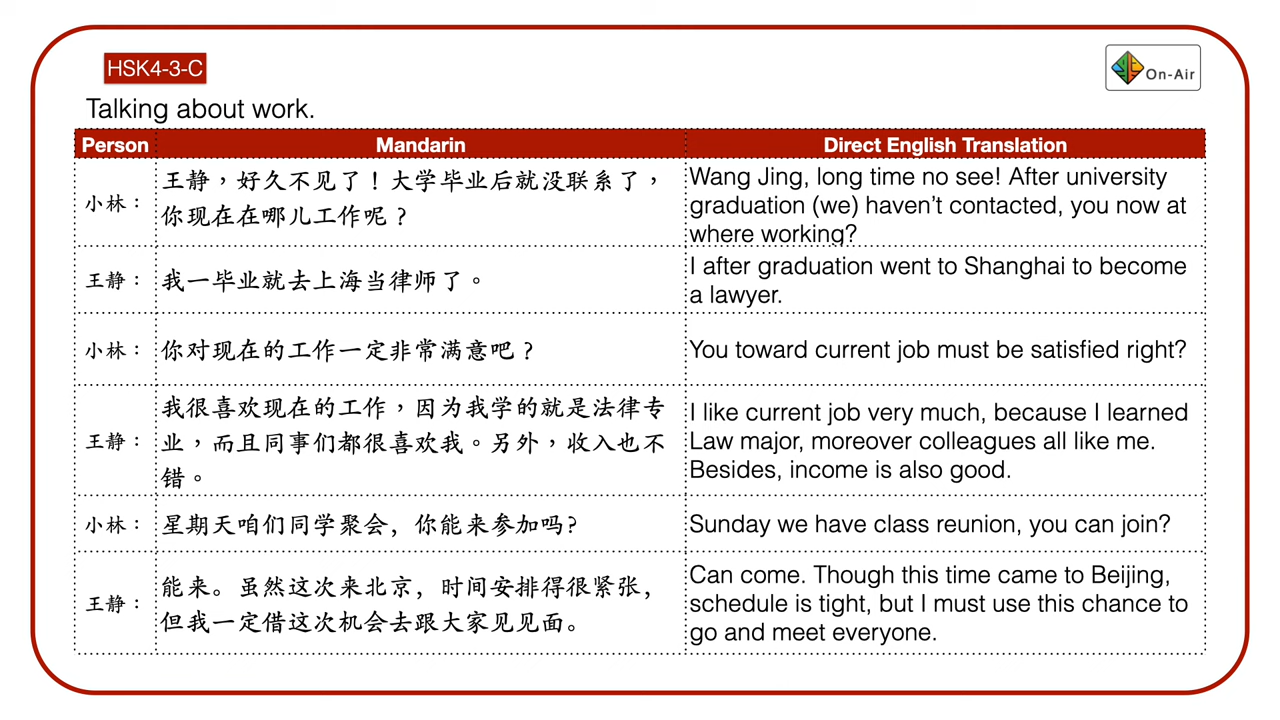 HSK4-3-C
On-Air
Talking about work.
Person Mandarin Direct English Translation
小林：
王静，好久不见了！大学毕业后就没联系了，
你现在在哪儿工作呢？
Wang Jing, long time no see! After university
graduation (we) haven’t contacted, you now at
where working?
王静：
我一毕业就去上海当律师了。
I after graduation went to Shanghai to become
a lawyer.
小林：
你对现在的工作一定非常满意吧？
You toward current job must be satisfied right?
王静：
我很喜欢现在的工作，因为我学的就是法律专
业，而且同事们都很喜欢我。另外，收入也不
错。
I like current job very much, because I learned
Law major, moreover colleagues all like me.
Besides, income is also good.
小林：
星期天咱们同学聚会，你能来参加吗?
Sunday we have class reunion, you can join?
王静：
能来。虽然这次来北京，时间安排得很紧张，
但我一定借这次机会去跟大家见见面。
Can come. Though this time came to Beijing,
schedule is tight, but I must use this chance to
go and meet everyone.